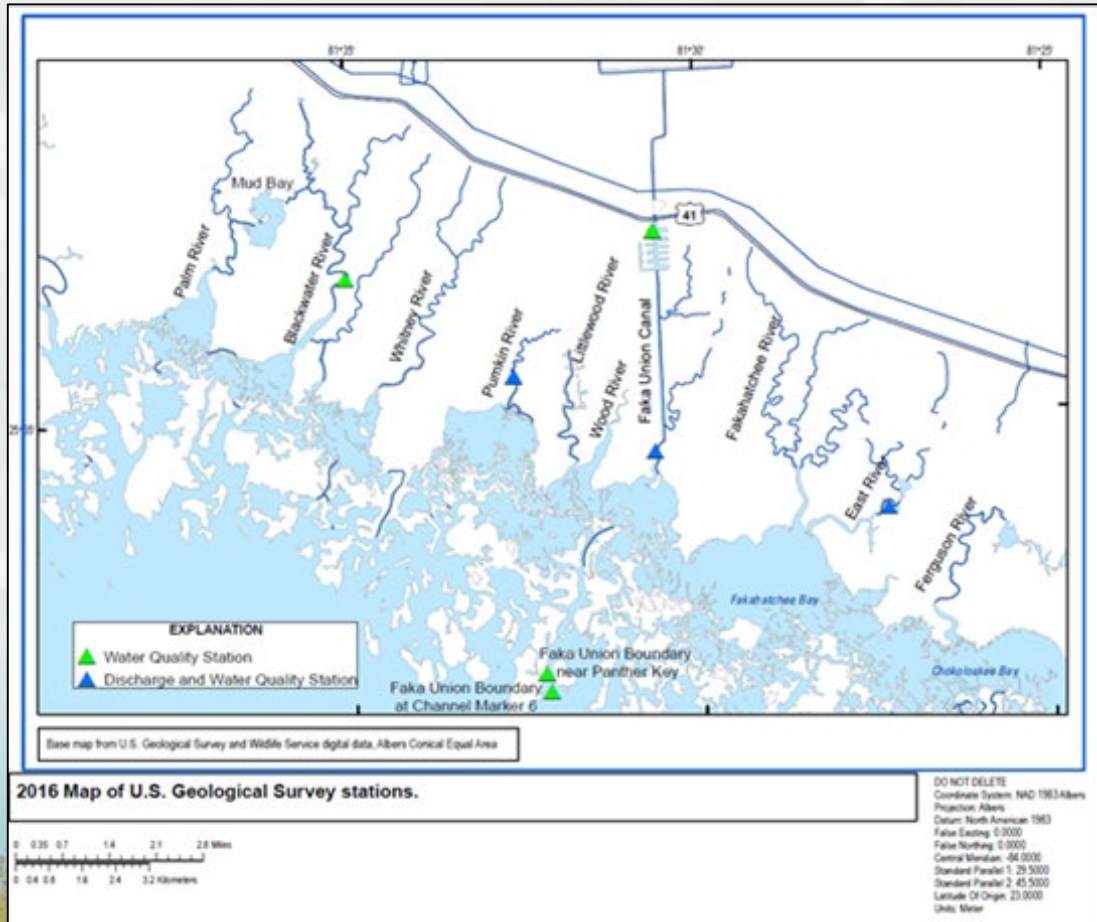 81°35'
81°30'
81°25'
Mud Bay
41
Palm River
Blackwater River
Whitney River
Pumkin River
Littlewood River
Wood River
Faka Union Canal
Fakahatchee River
East River
Ferguson River
Fakahatchee Bay
Chokoloskee Bay
EXPLANATION
Water Quality Station
Discharge and Water Quality Station
Faka Union Boundary
near Panther Key
Faka Union Boundary
at Channel Marker 6
Base map from U.S. Geological Survey and Wildlife Service digital data, Albers Conical Equal Area
2016 Map of U.S. Geological Survey stations.
0 0.35 0.7 1.4 2.1 2.8 Miles
0 0.4 0.8 1.6 2.4 3.2 Kilometers
DO NOT DELETE
Coordinate System: NAD 1983 Albers
Projection: Albers
Datum: North American 1983
False Easting: 0.0000
False Northing: 0.0000
Central Meridian: -84.0000
Standard Parallel 1: 29.5000
Standard Parallel 2: 45.5000
Latitude Of Origin: 23.0000
Units: Meter